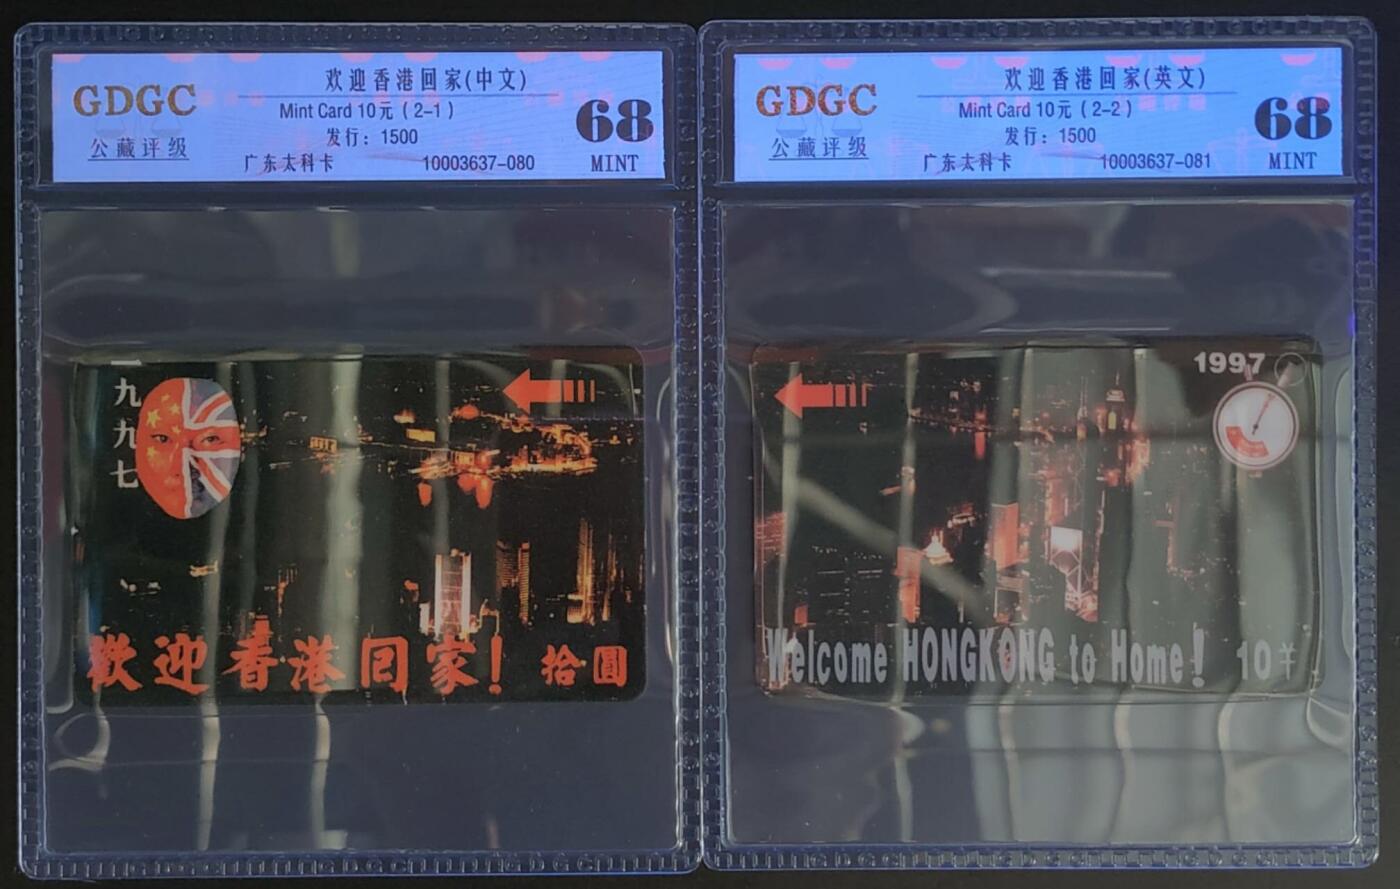 GDGC
公藏评级
欢迎香港回家(中文)
Mint Card 10元 (2-1)
发行: 1500
广东太科卡 10003637-080
68
MINT
一九九七
歡迎香港回家! 拾圓
GDGC
公藏评级
欢迎香港回家(英文)
Mint Card 10元 (2-2)
发行: 1500
广东太科卡 10003637-081
68
MINT
1997
Welcome HONGKONG to Home! 10¥